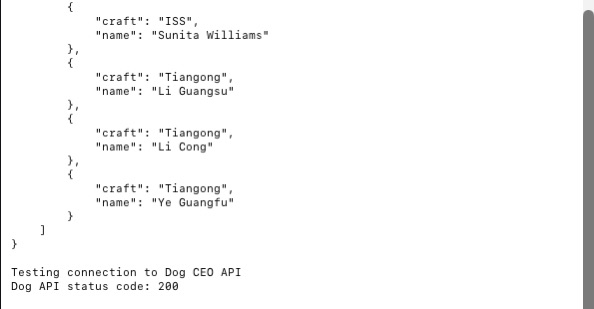 {
"craft": "ISS",
"name": "Sunita Williams"
},
{
"craft": "Tiangong",
"name": "Li Guangsu"
},
{
"craft": "Tiangong",
"name": "Li Cong"
},
{
"craft": "Tiangong",
"name": "Ye Guangfu"
}
]
}
Testing connection to Dog CEO API
Dog API status code: 200